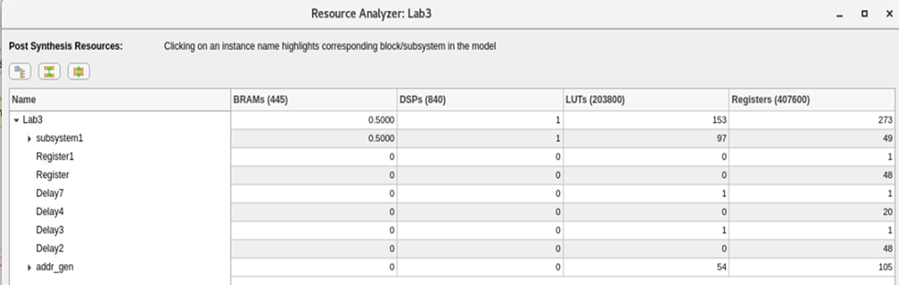 Resource Analyzer: Lab3
Post Synthesis Resources: Clicking on an instance name highlights corresponding block/subsystem in the model
Name BRAMs (445) DSPs (840) LUTs (203800) Registers (407600)
Lab3 0.5000 1 153 273
subsystem1 0.5000 1 97 49
Register1 0 0 0 1
Register 0 0 0 48
Delay7 0 0 1 1
Delay4 0 0 0 20
Delay3 0 0 1 1
Delay2 0 0 0 48
addr_gen 0 0 54 105